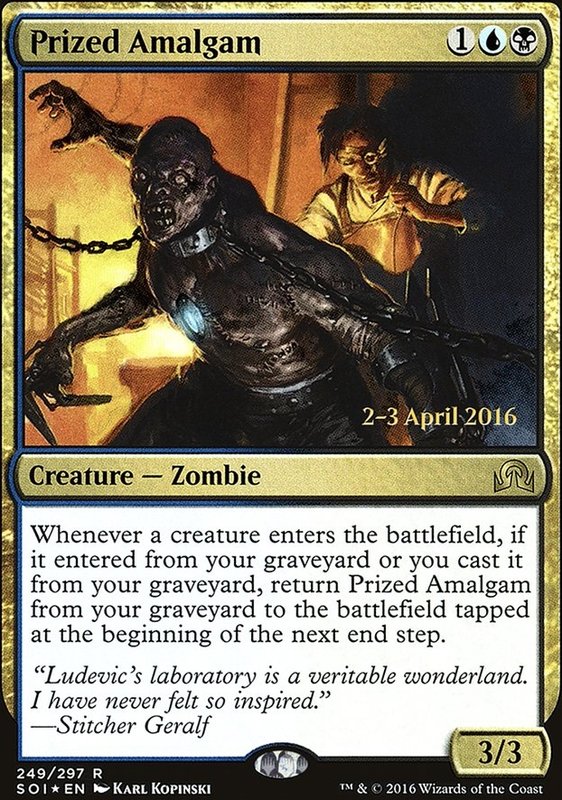 Prized Amalgam
1
2–3 April 2016
Creature — Zombie
Whenever a creature enters the battlefield, if
it entered from your graveyard or you cast it
from your graveyard, return Prized Amalgam
from your graveyard to the battlefield tapped
at the beginning of the next end step.
“Ludevic’s laboratory is a veritable wonderland.
I have never felt so inspired.”
—Stitcher Geralf
3/3
249/297 R
SOI★EN Karl Kopinski
™ & © 2016 Wizards of the Coast